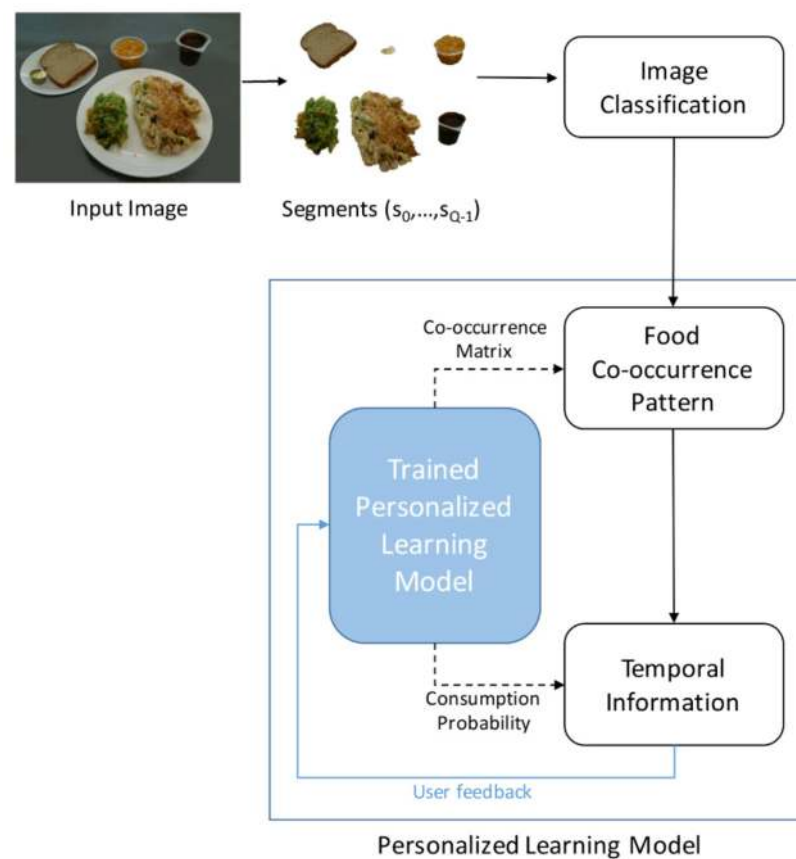 Input Image
Segments (s₀,...,s_Q-1)
Image
Classification
Co-occurrence
Matrix
Food
Co-occurrence
Pattern
Trained
Personalized
Learning
Model
Consumption
Probability
Temporal
Information
User feedback
Personalized Learning Model